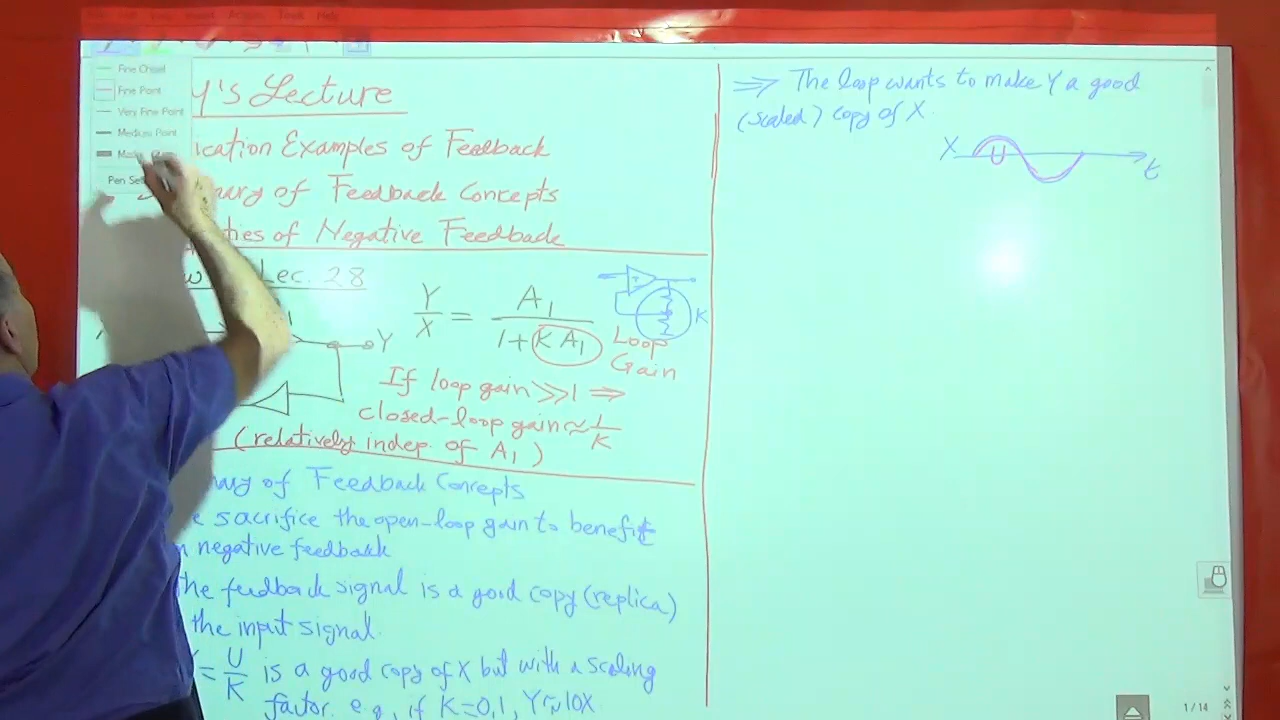 Fine Chisel
Fine Point
Very Fine Point
Medium Point
Pen
y's Lecture
ication Examples of Feedback
ary of Feedback Concepts
ties of Negative Feedback
Lec. 28
Y/X = A1/(1+KA1)
K
Y
Loop
Gain
If loop gain >>1 ⇒
closed-loop gain ≈ 1/K
(relatively indep. of A1)
ary of Feedback Concepts
e sacrifice the open-loop gain to benefit
negative feedback
the feedback signal is a good copy (replica)
the input signal.
= U/K is a good copy of X but with a scaling
factor. e.g., if K=0,1, Y≈10X.
⇒ The loop wants to make Y a good
(scaled) copy of X.
X
U
t
1 / 14